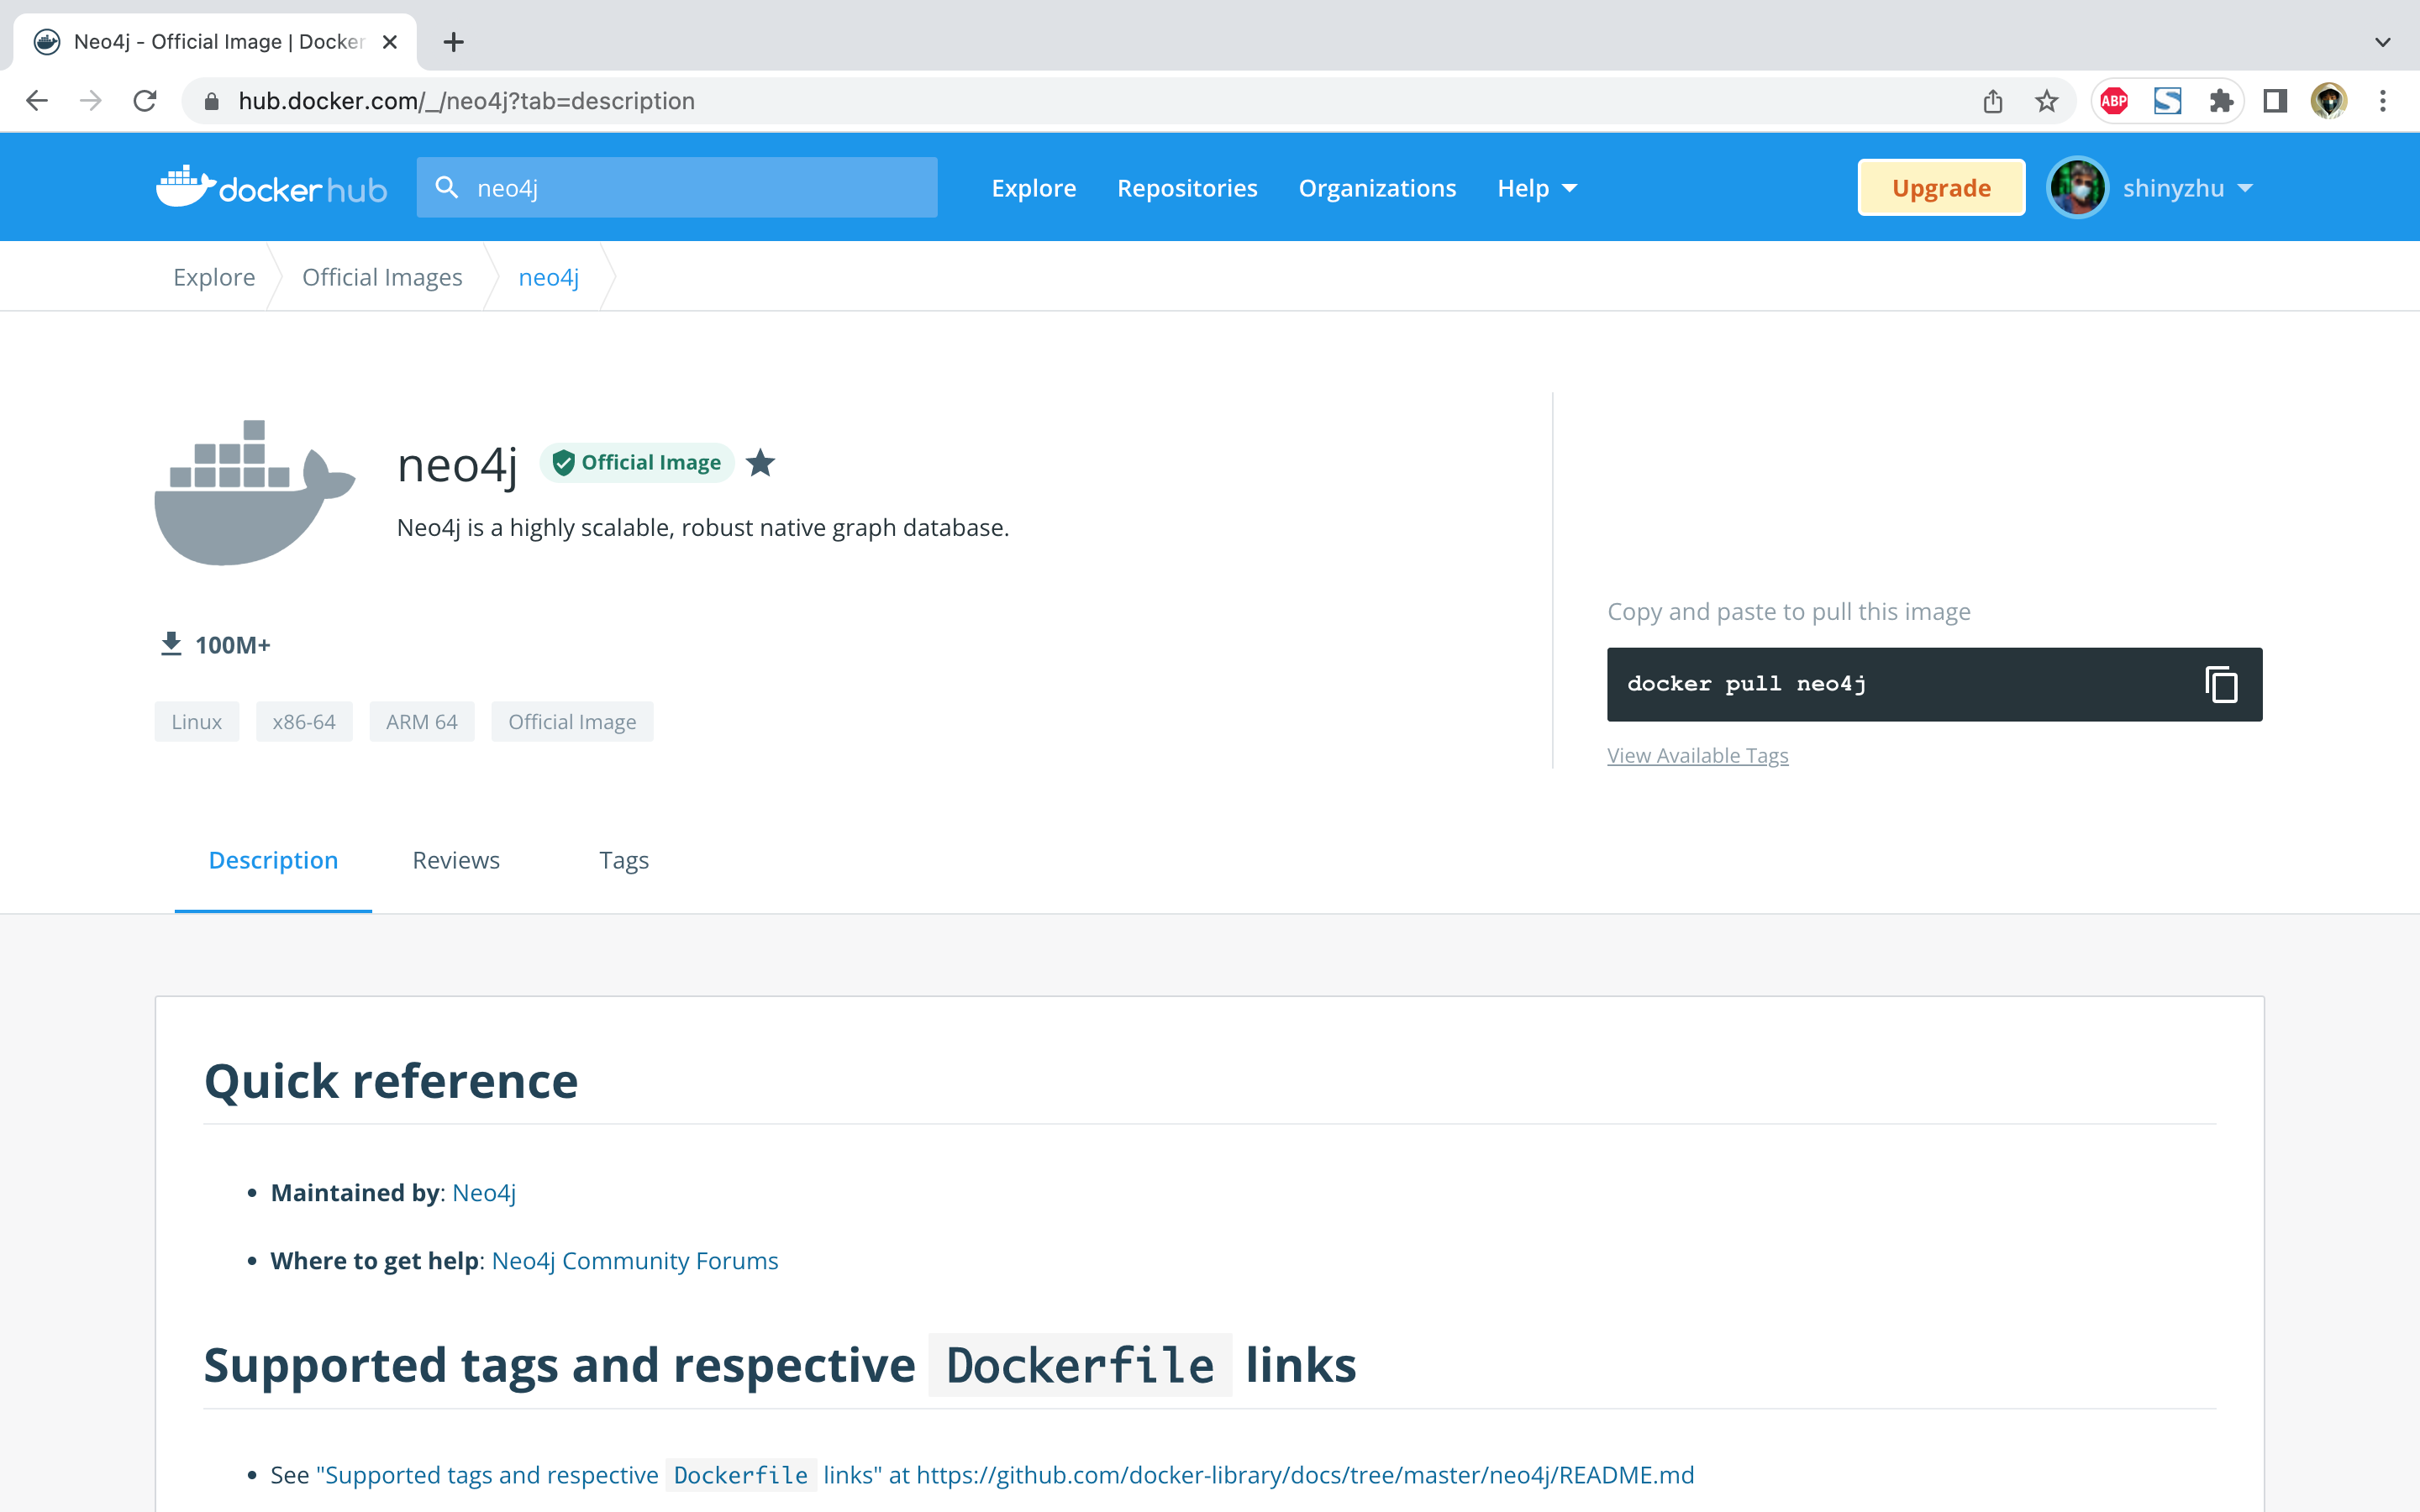 Neo4j - Official Image | Docker
hub.docker.com/_/neo4j?tab=description
ABP
docker hub
neo4j
Explore
Repositories
Organizations
Help
Upgrade
shinyzhu
Explore
Official Images
neo4j
neo4j
Official Image
Neo4j is a highly scalable, robust native graph database.
100M+
Linux
x86-64
ARM 64
Official Image
Copy and paste to pull this image
docker pull neo4j
View Available Tags
Description
Reviews
Tags
Quick reference
• Maintained by: Neo4j
• Where to get help: Neo4j Community Forums
Supported tags and respective Dockerfile links
• See "Supported tags and respective Dockerfile links" at https://github.com/docker-library/docs/tree/master/neo4j/README.md